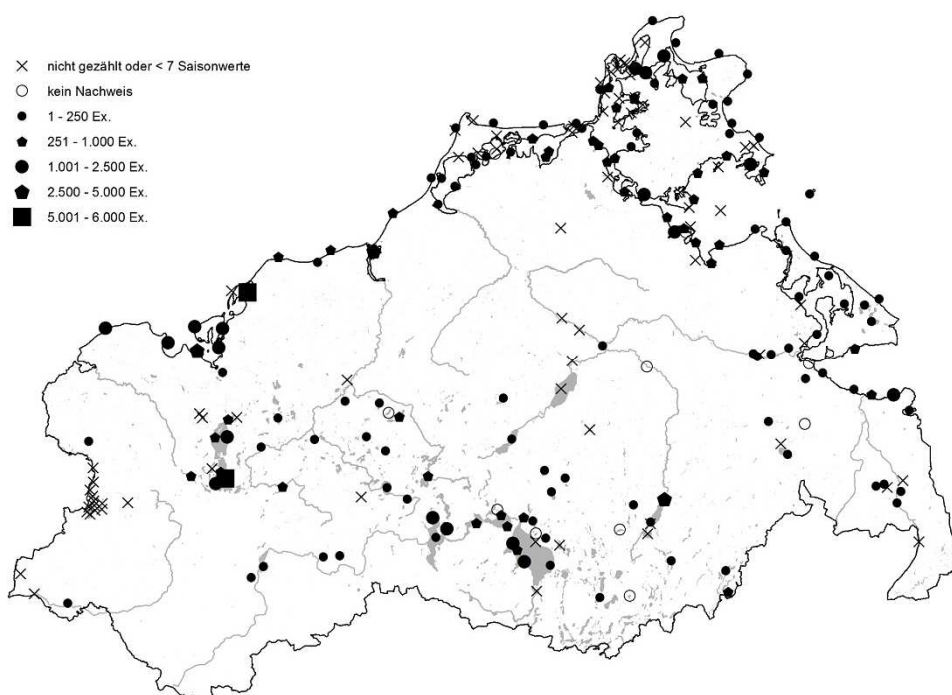 nicht gezählt oder < 7 Saisonwerte
kein Nachweis
1 - 250 Ex.
251 - 1.000 Ex.
1.001 - 2.500 Ex.
2.500 - 5.000 Ex.
5.001 - 6.000 Ex.